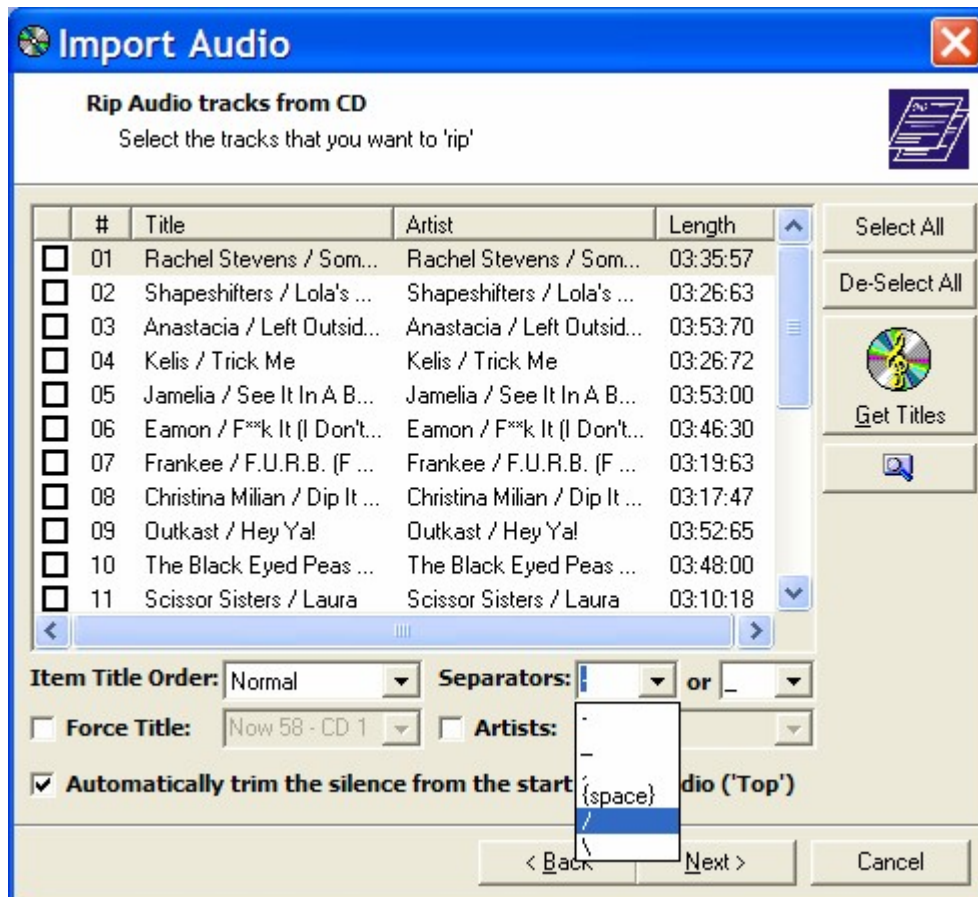 Import Audio
Rip Audio tracks from CD
Select the tracks that you want to 'rip'
# Title Artist Length
01 Rachel Stevens / Som... Rachel Stevens / Som... 03:35:57
02 Shapeshifters / Lola's ... Shapeshifters / Lola's ... 03:26:63
03 Anastacia / Left Outsid... Anastacia / Left Outsid... 03:53:70
04 Kelis / Trick Me Kelis / Trick Me 03:26:72
05 Jamelia / See It In A B... Jamelia / See It In A B... 03:53:00
06 Eamon / F**k It (I Don't... Eamon / F**k It (I Don't... 03:46:30
07 Frankee / F.U.R.B. (F ... Frankee / F.U.R.B. (F ... 03:19:63
08 Christina Milian / Dip It ... Christina Milian / Dip It ... 03:17:47
09 Outkast / Hey Ya! Outkast / Hey Ya! 03:52:65
10 The Black Eyed Peas ... The Black Eyed Peas ... 03:48:00
11 Scissor Sisters / Laura Scissor Sisters / Laura 03:10:18
Select All
De-Select All
Get Titles
Item Title Order: Normal Separators: - or _
Force Title: Now 58 - CD 1 Artists:
-
_
,
{space}
/
\
Automatically trim the silence from the start dio ('Top')
< Back Next > Cancel